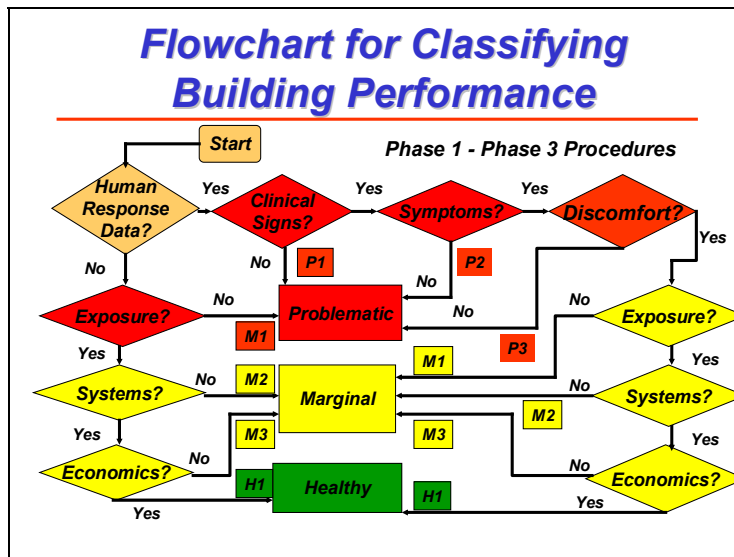 Flowchart for Classifying
Building Performance
Start
Phase 1 - Phase 3 Procedures
Human
Response
Data?
Yes
Clinical
Signs?
Yes
Symptoms?
Yes
Discomfort?
Yes
No
No
P1
No
P2
No
Exposure?
No
M1
Problematic
P3
No
Exposure?
Yes
Yes
Systems?
No
M2
Marginal
M1
No
M2
Systems?
Yes
Yes
Economics?
No
M3
M3
No
Economics?
Yes
H1
Healthy
H1
Yes